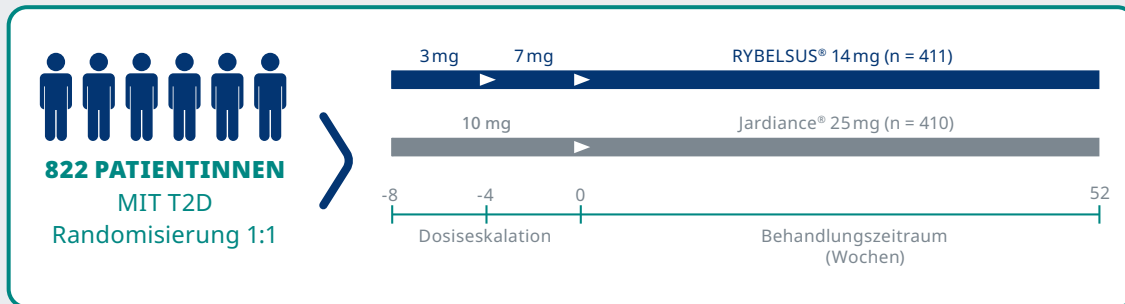 3 mg 7 mg RYBELSUS® 14 mg (n = 411)
10 mg Jardiance® 25 mg (n = 410)
822 PATIENTINNEN
MIT T2D
Randomisierung 1:1
-8 -4 0 52
Dosiseskalation Behandlungszeitraum
(Wochen)